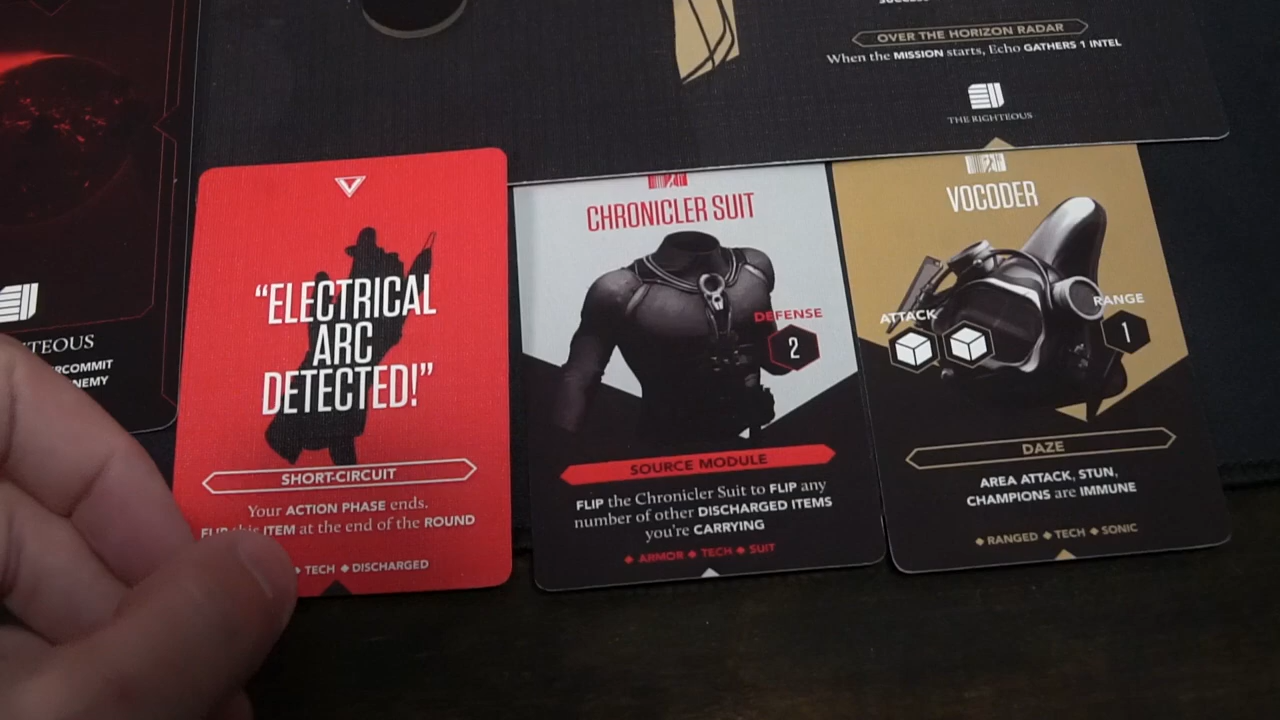 OVER THE HORIZON RADAR
When the MISSION starts, Echo GATHERS 1 INTEL
THE RIGHTEOUS
TEOUS
ENEMY
“ELECTRICAL
ARC
DETECTED!”
SHORT-CIRCUIT
Your ACTION PHASE ends.
FLIP this ITEM at the end of the ROUND
◆ TECH ◆ DISCHARGED
CHRONICLER SUIT
DEFENSE
2
SOURCE MODULE
FLIP the Chronicler Suit to FLIP any
number of other DISCHARGED ITEMS
you're CARRYING
◆ ARMOR ◆ TECH ◆ SUIT
VOCODER
ATTACK
RANGE
1
DAZE
AREA ATTACK, STUN,
CHAMPIONS are IMMUNE
◆ RANGED ◆ TECH ◆ SONIC